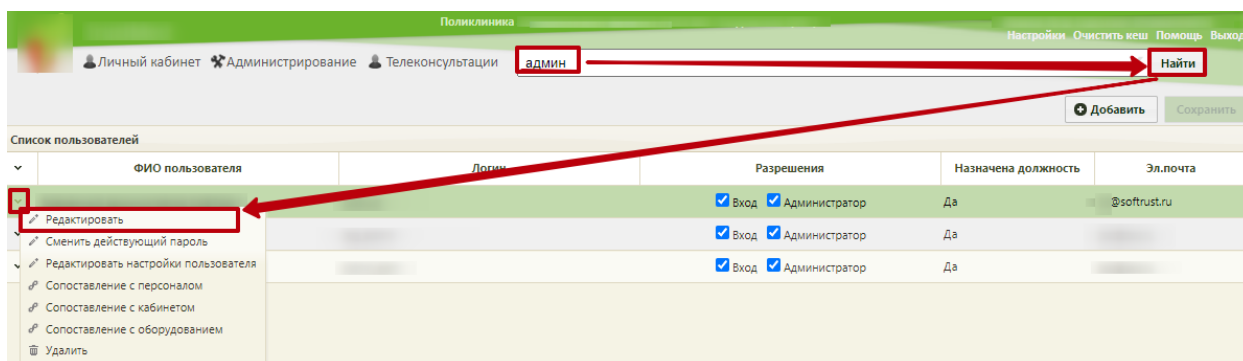 Поликлиника
Настройки Очистить кеш Помощь Выход
Личный кабинет Администрирование Телеконсультации админ Найти
Добавить Сохранить
Список пользователей
ФИО пользователя Логин Разрешения Назначена должность Эл.почта
Вход Администратор Да @softrust.ru
Редактировать
Сменить действующий пароль Вход Администратор Да
Редактировать настройки пользователя Вход Администратор Да
Сопоставление с персоналом
Сопоставление с кабинетом
Сопоставление с оборудованием
Удалить